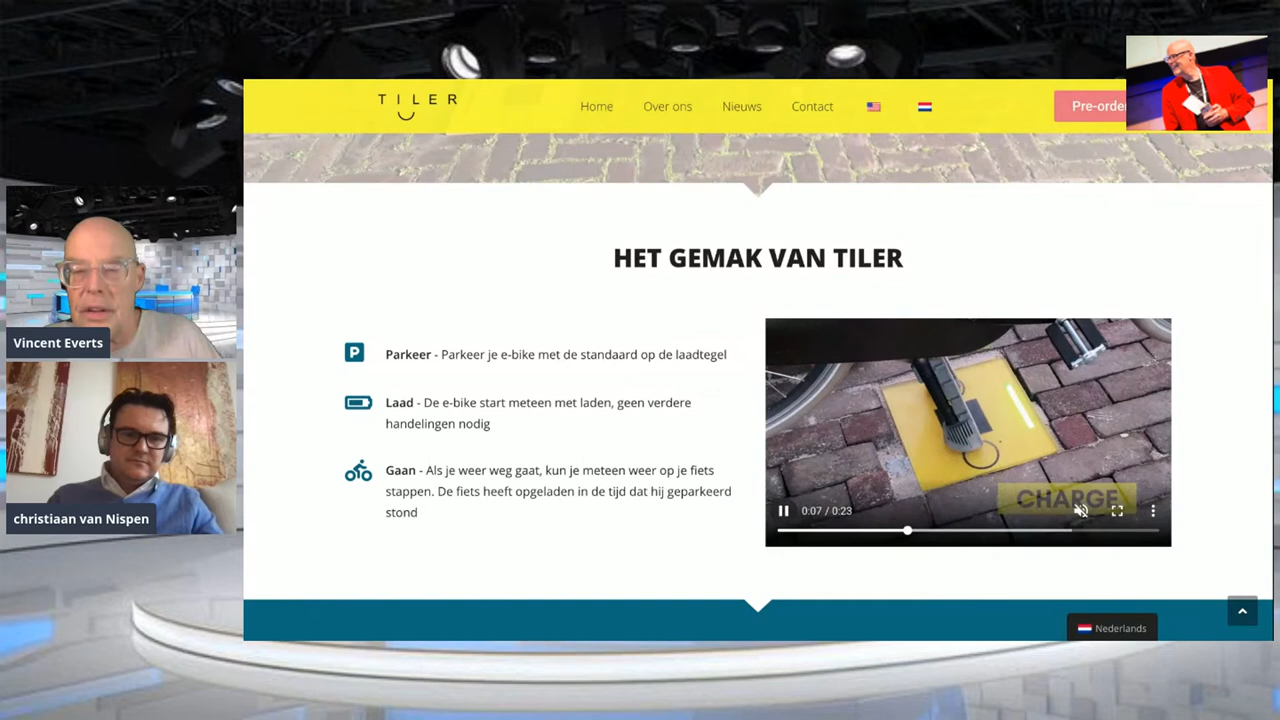 TILER
Home
Over ons
Nieuws
Contact
Pre-orde
HET GEMAK VAN TILER
P
Parkeer - Parkeer je e-bike met de standaard op de laadtegel
Laad - De e-bike start meteen met laden, geen verdere
handelingen nodig
Gaan - Als je weer weg gaat, kun je meteen weer op je fiets
stappen. De fiets heeft opgeladen in de tijd dat hij geparkeerd
stond
CHARGE
0:07 / 0:23
Nederlands
Vincent Everts
christiaan van Nispen